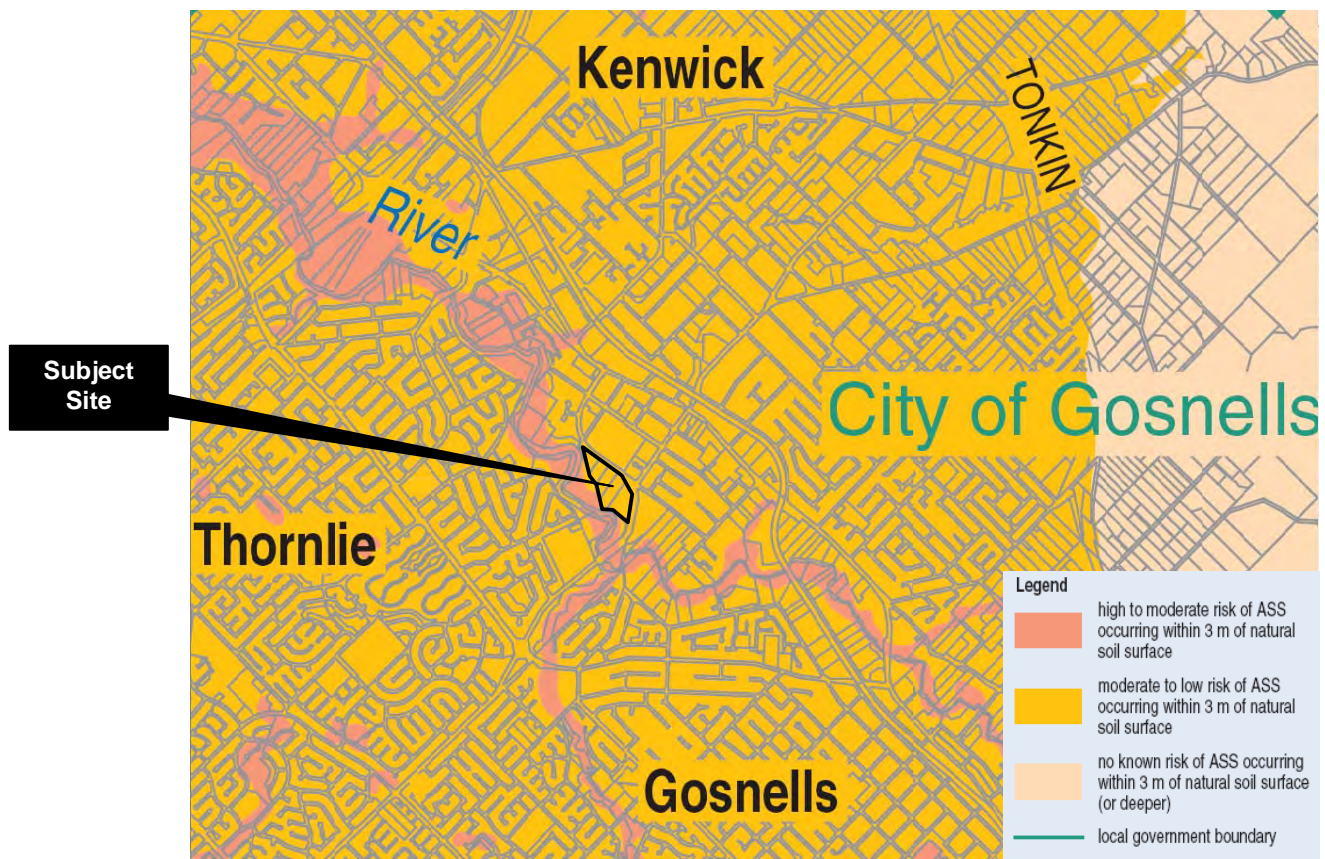 Kenwick
TONKIN
River
Subject
Site
City of Gosnells
Thornlie
Gosnells
Legend
high to moderate risk of ASS
occurring within 3 m of natural
soil surface
moderate to low risk of ASS
occurring within 3 m of natural
soil surface
no known risk of ASS occurring
within 3 m of natural soil surface
(or deeper)
local government boundary